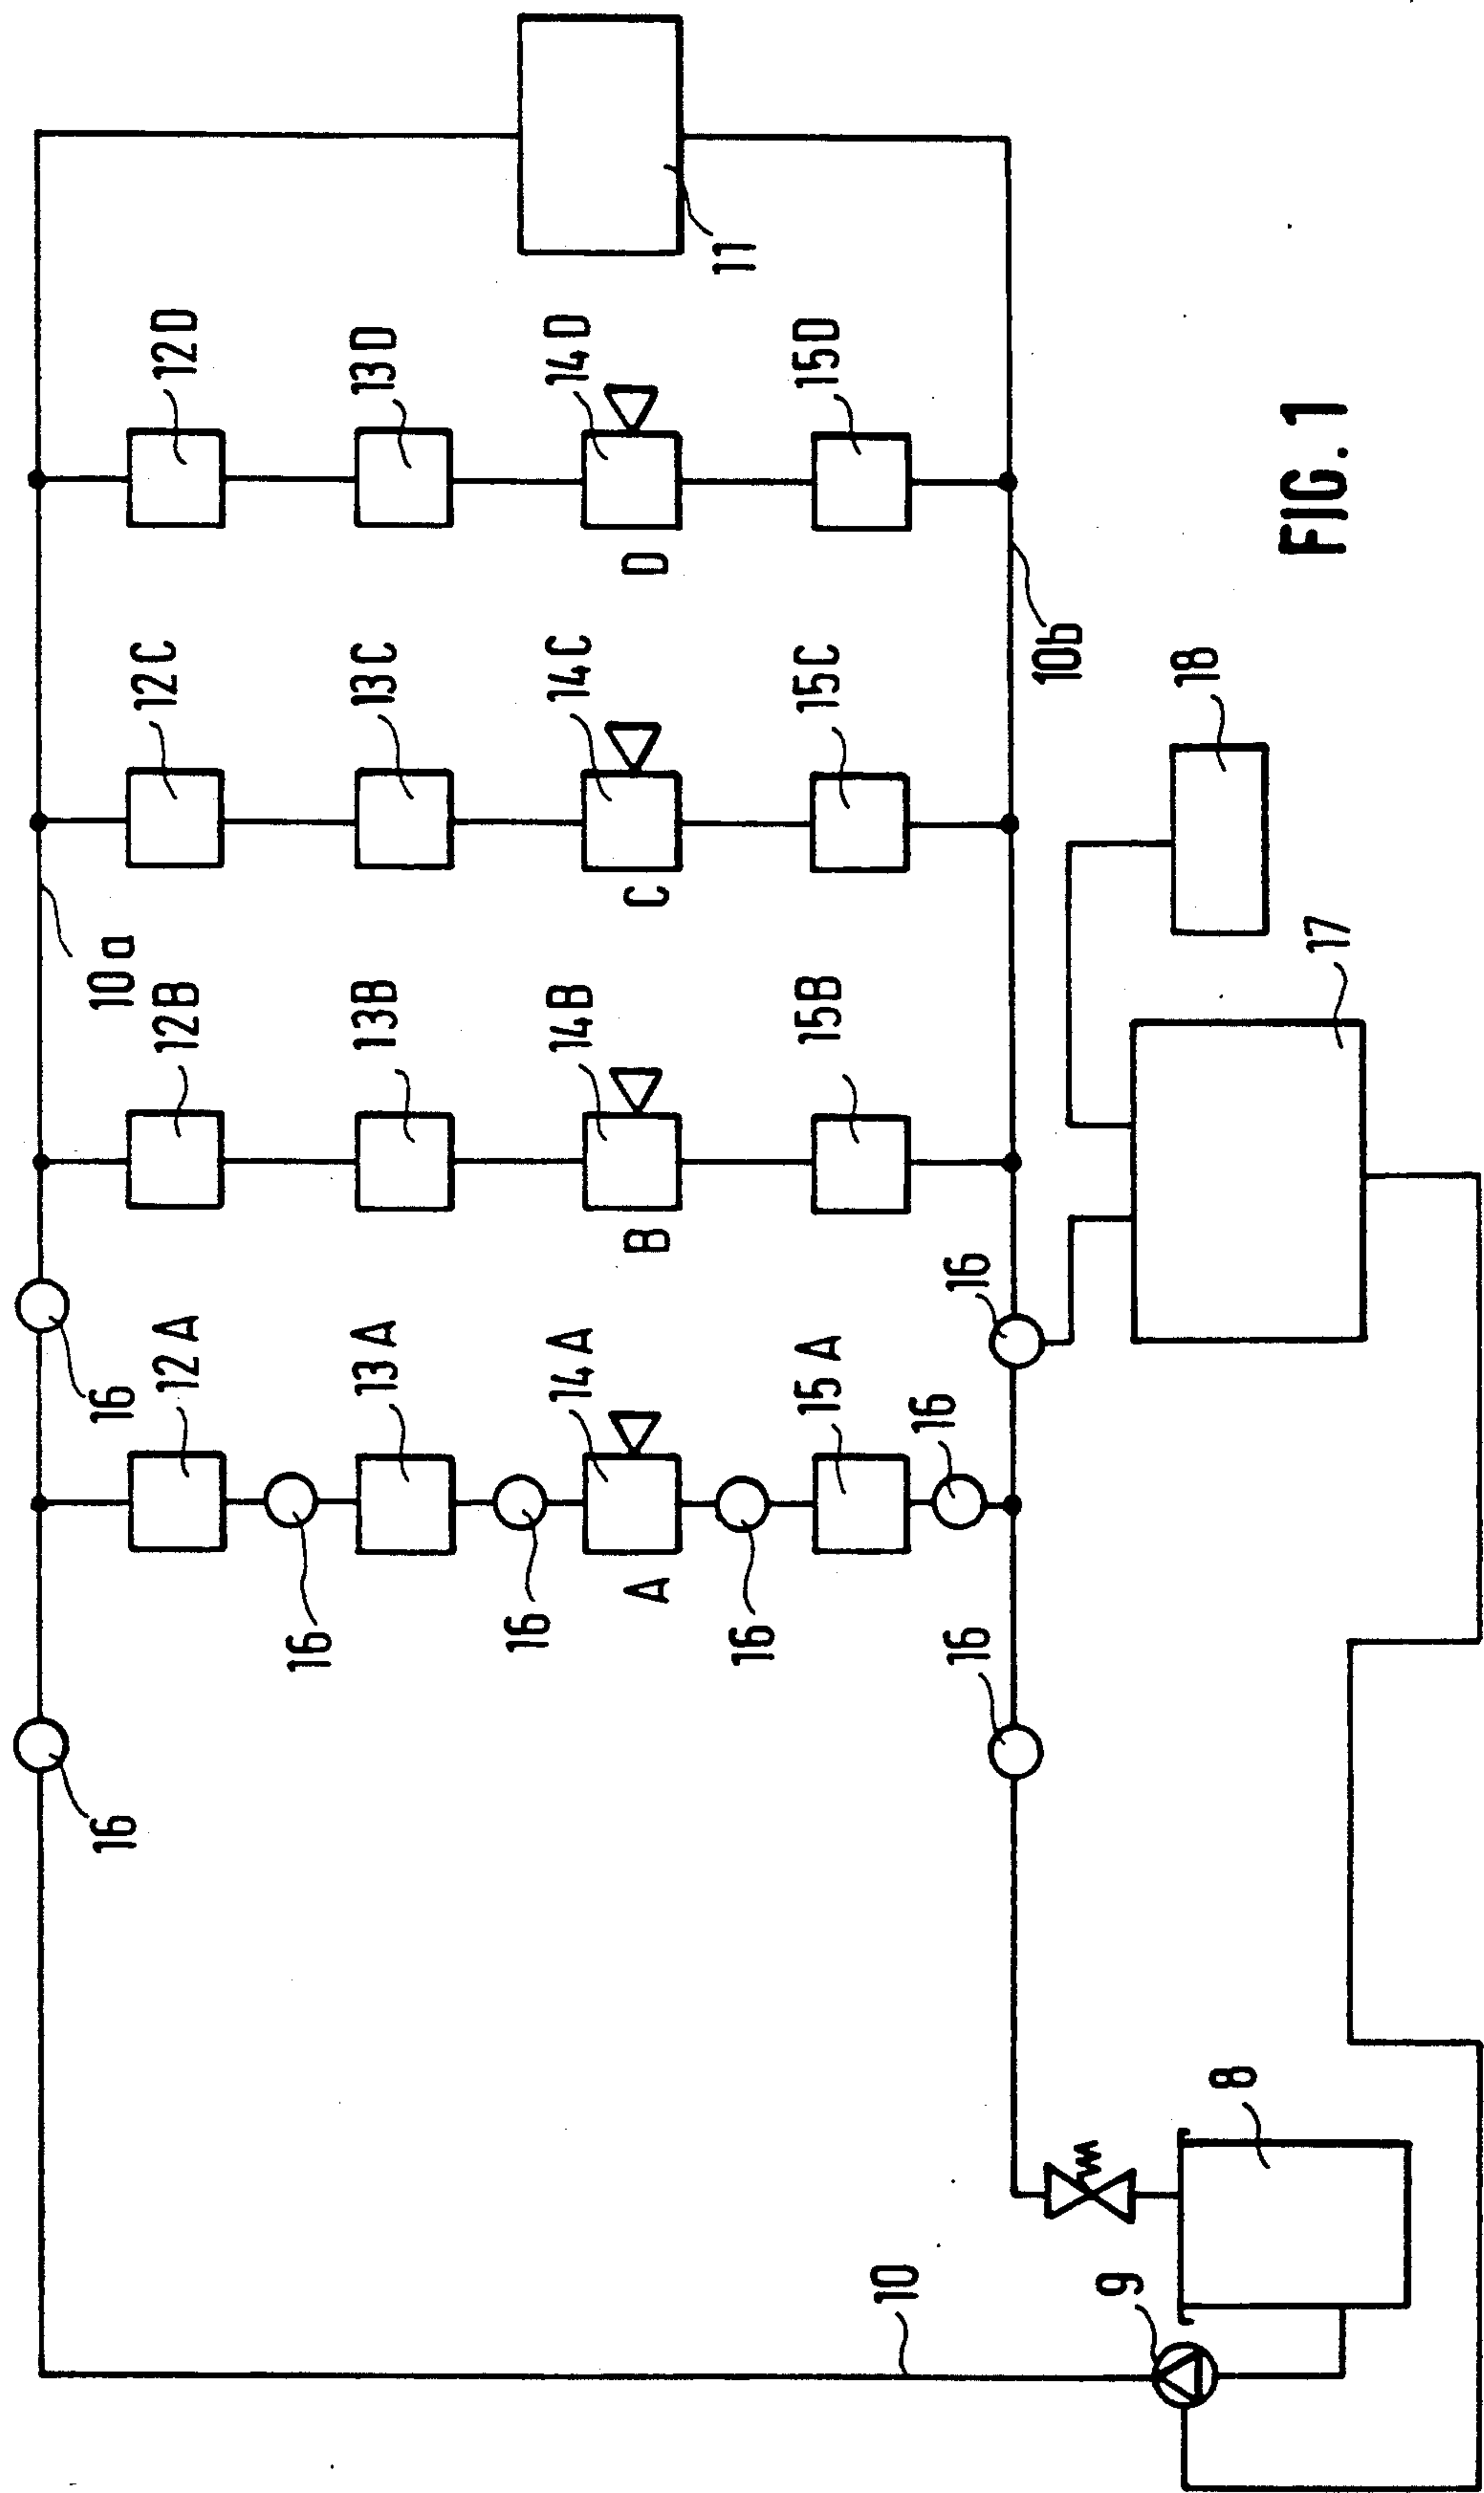 16 16 10a
12A 12B 12C 12D
16
13A 13B 13C 13D
16
14A 14B 14C 14D
A B C D
16 11
15A 15B 15C 15D
10 16
16 16
10b
9
18
8
17 FIG. 1